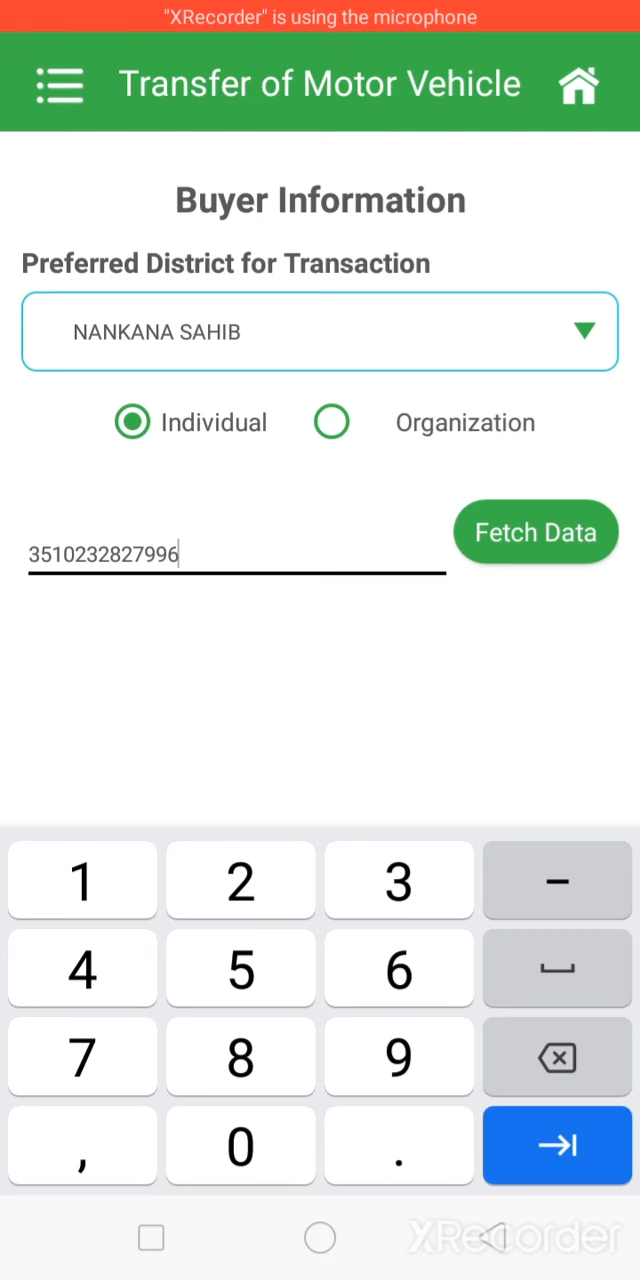 "XRecorder" is using the microphone
Transfer of Motor Vehicle
Buyer Information
Preferred District for Transaction
NANKANA SAHIB
Individual Organization
Fetch Data
3510232827996
1 2 3 –
4 5 6
7 8 9
, 0 .
XRecorder